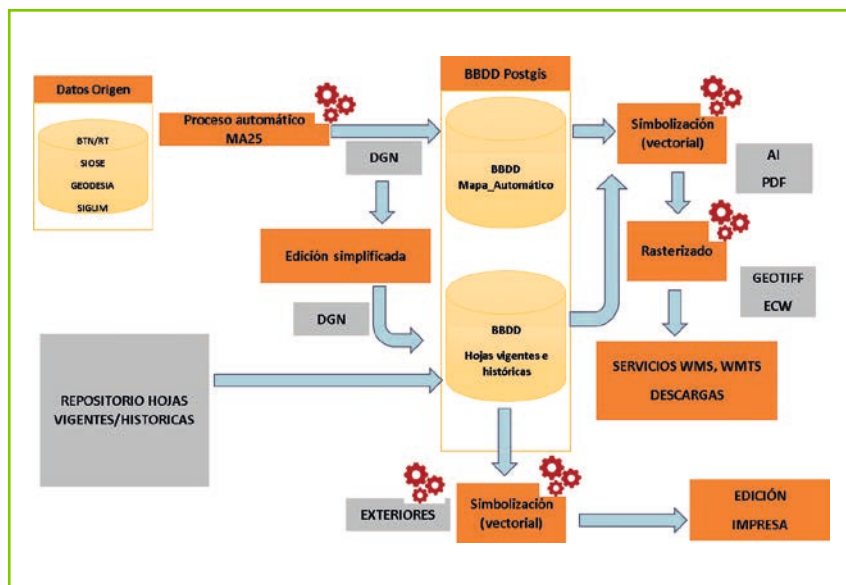 Datos Origen
BTN/RT
SIOSE
GEODESIA
SIGLIM
Proceso automático
MA25
DGN
Edición simplificada
DGN
REPOSITORIO HOJAS
VIGENTES/HISTORICAS
BBDD Postgis
BBDD
Mapa_Automático
BBDD
Hojas vigentes e
históricas
Simbolización
(vectorial)
AI
PDF
Rasterizado
GEOTIFF
ECW
SERVICIOS WMS, WMTS
DESCARGAS
EXTERIORES
Simbolización
(vectorial)
EDICIÓN
IMPRESA